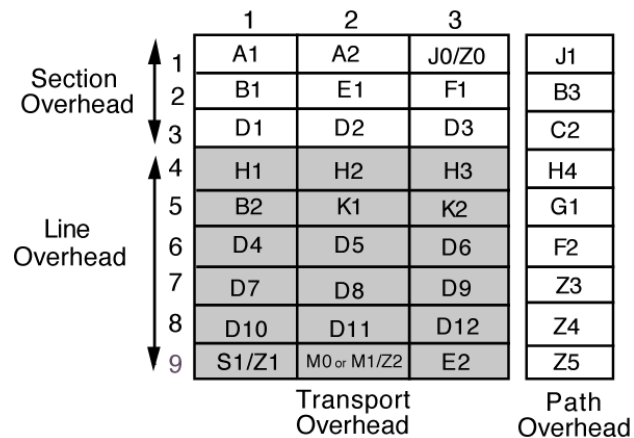 1 2 3
Section
Overhead
1 A1 A2 J0/Z0 J1
2 B1 E1 F1 B3
3 D1 D2 D3 C2
Line
Overhead
4 H1 H2 H3 H4
5 B2 K1 K2 G1
6 D4 D5 D6 F2
7 D7 D8 D9 Z3
8 D10 D11 D12 Z4
9 S1/Z1 M0 or M1/Z2 E2 Z5
Transport
Overhead
Path
Overhead